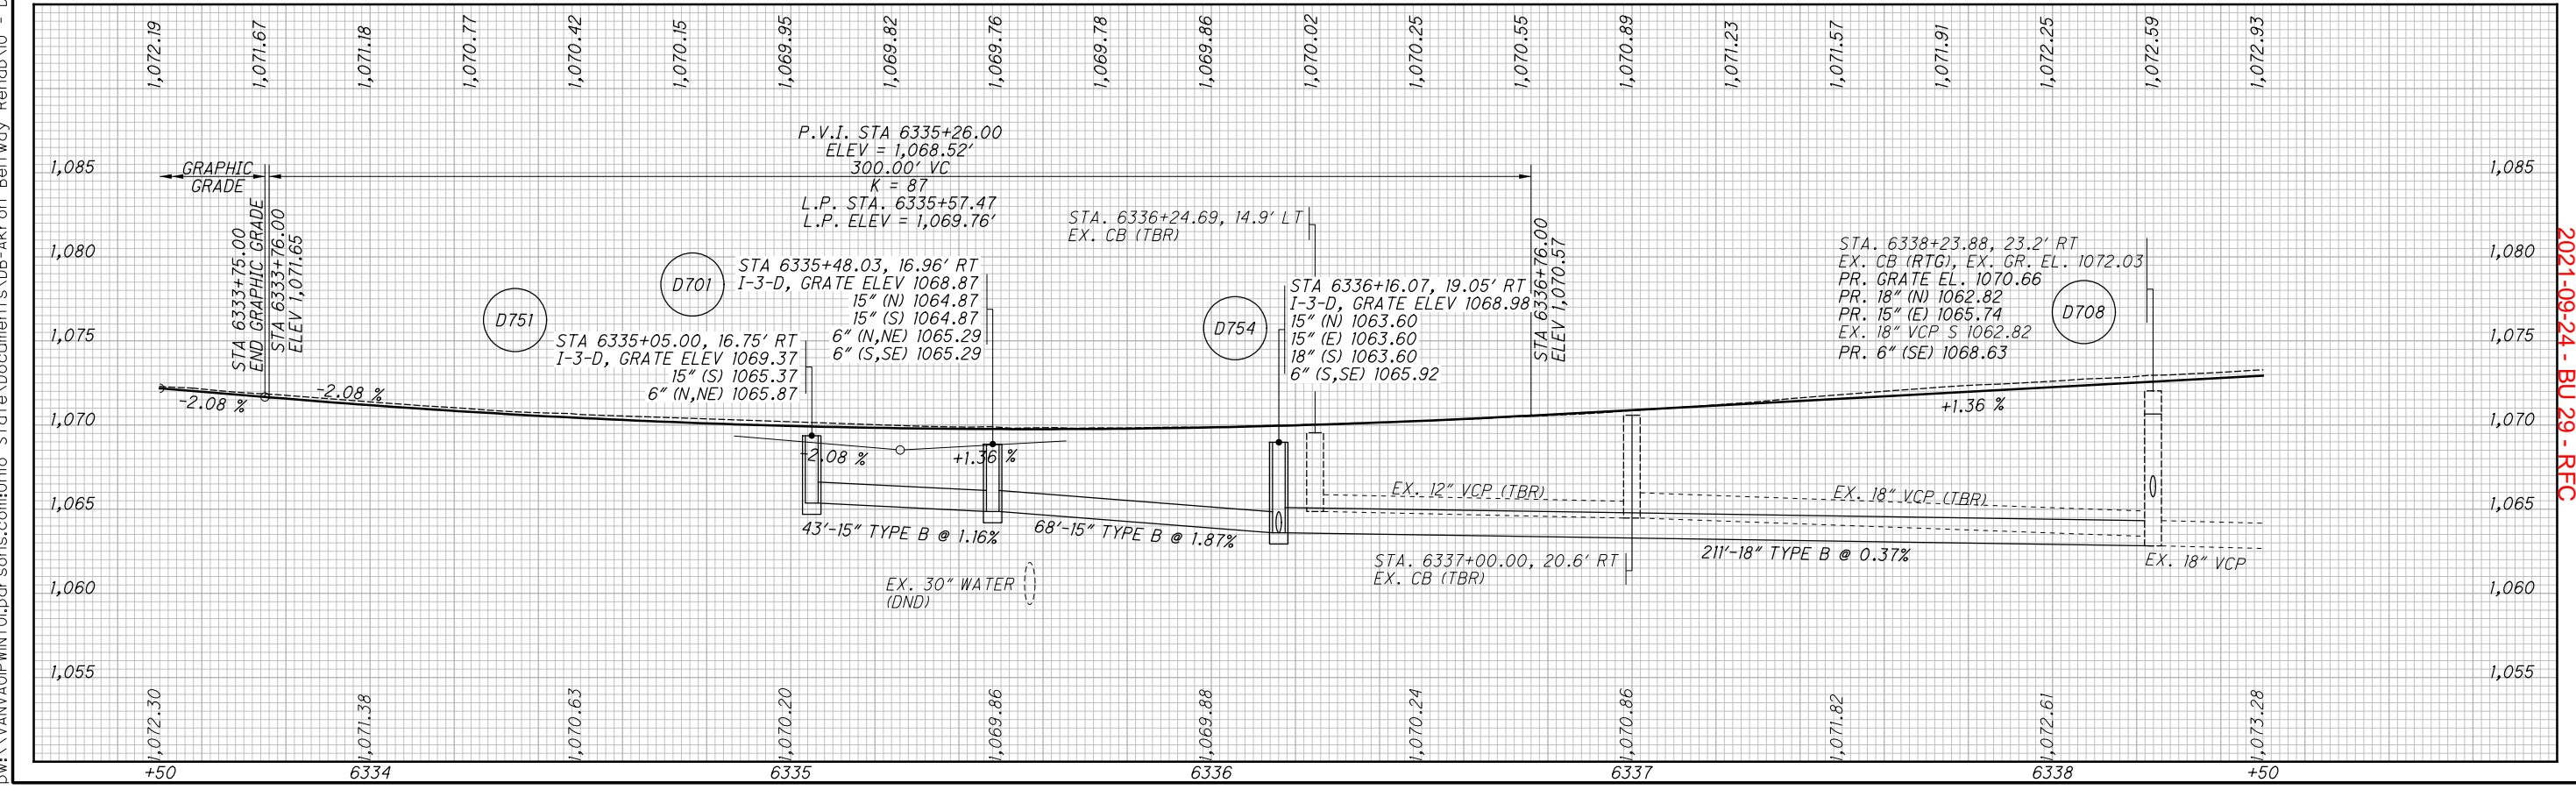 1,072.19
1,071.67
1,071.18
1,070.77
1,070.42
1,070.15
1,069.95
1,069.82
1,069.76
1,069.78
1,069.86
1,070.02
1,070.25
1,070.55
1,070.89
1,071.23
1,071.57
1,071.91
1,072.25
1,072.59
1,072.93
P.V.I. STA 6335+26.00
ELEV = 1,068.52'
300.00' VC
K = 87
L.P. STA. 6335+57.47
L.P. ELEV = 1,069.76'
1,085
1,080
1,075
1,070
1,065
1,060
1,055
GRAPHIC
GRADE
STA 6333+75.00
END GRAPHIC GRADE
STA 6333+76.00
ELEV 1,071.65
-2.08 %
-2.08 %
D751
STA 6335+05.00, 16.75' RT
I-3-D, GRATE ELEV 1069.37
15" (S) 1065.37
6" (N,NE) 1065.87
D701
STA 6335+48.03, 16.96' RT
I-3-D, GRATE ELEV 1068.87
15" (N) 1064.87
15" (S) 1064.87
6" (N,NE) 1065.29
6" (S,SE) 1065.29
STA. 6336+24.69, 14.9' LT
EX. CB (TBR)
D754
STA 6336+16.07, 19.05' RT
I-3-D, GRATE ELEV 1068.98
15" (N) 1063.60
15" (E) 1063.60
18" (S) 1063.60
6" (S,SE) 1065.92
STA 6336+76.00
ELEV 1,070.57
STA. 6338+23.88, 23.2' RT
EX. CB (RTG), EX. GR. EL. 1072.03
PR. GRATE EL. 1070.66
PR. 18" (N) 1062.82
PR. 15" (E) 1065.74
EX. 18" VCP S 1062.82
PR. 6" (SE) 1068.63
D708
1,085
1,080
1,075
1,070
1,065
1,060
1,055
-2.08 %
+1.36 %
+1.36 %
43'-15" TYPE B @ 1.16%
68'-15" TYPE B @ 1.87%
EX. 12" VCP (TBR)
EX. 18" VCP (TBR)
211'-18" TYPE B @ 0.37%
EX. 18" VCP
STA. 6337+00.00, 20.6' RT
EX. CB (TBR)
EX. 30" WATER
(DND)
1,072.30
1,071.38
1,070.63
1,070.20
1,069.86
1,069.88
1,070.24
1,070.86
1,071.82
1,072.61
1,073.28
+50
6334
6335
6336
6337
6338
+50
2021-09-24 - BU 29 - RFC